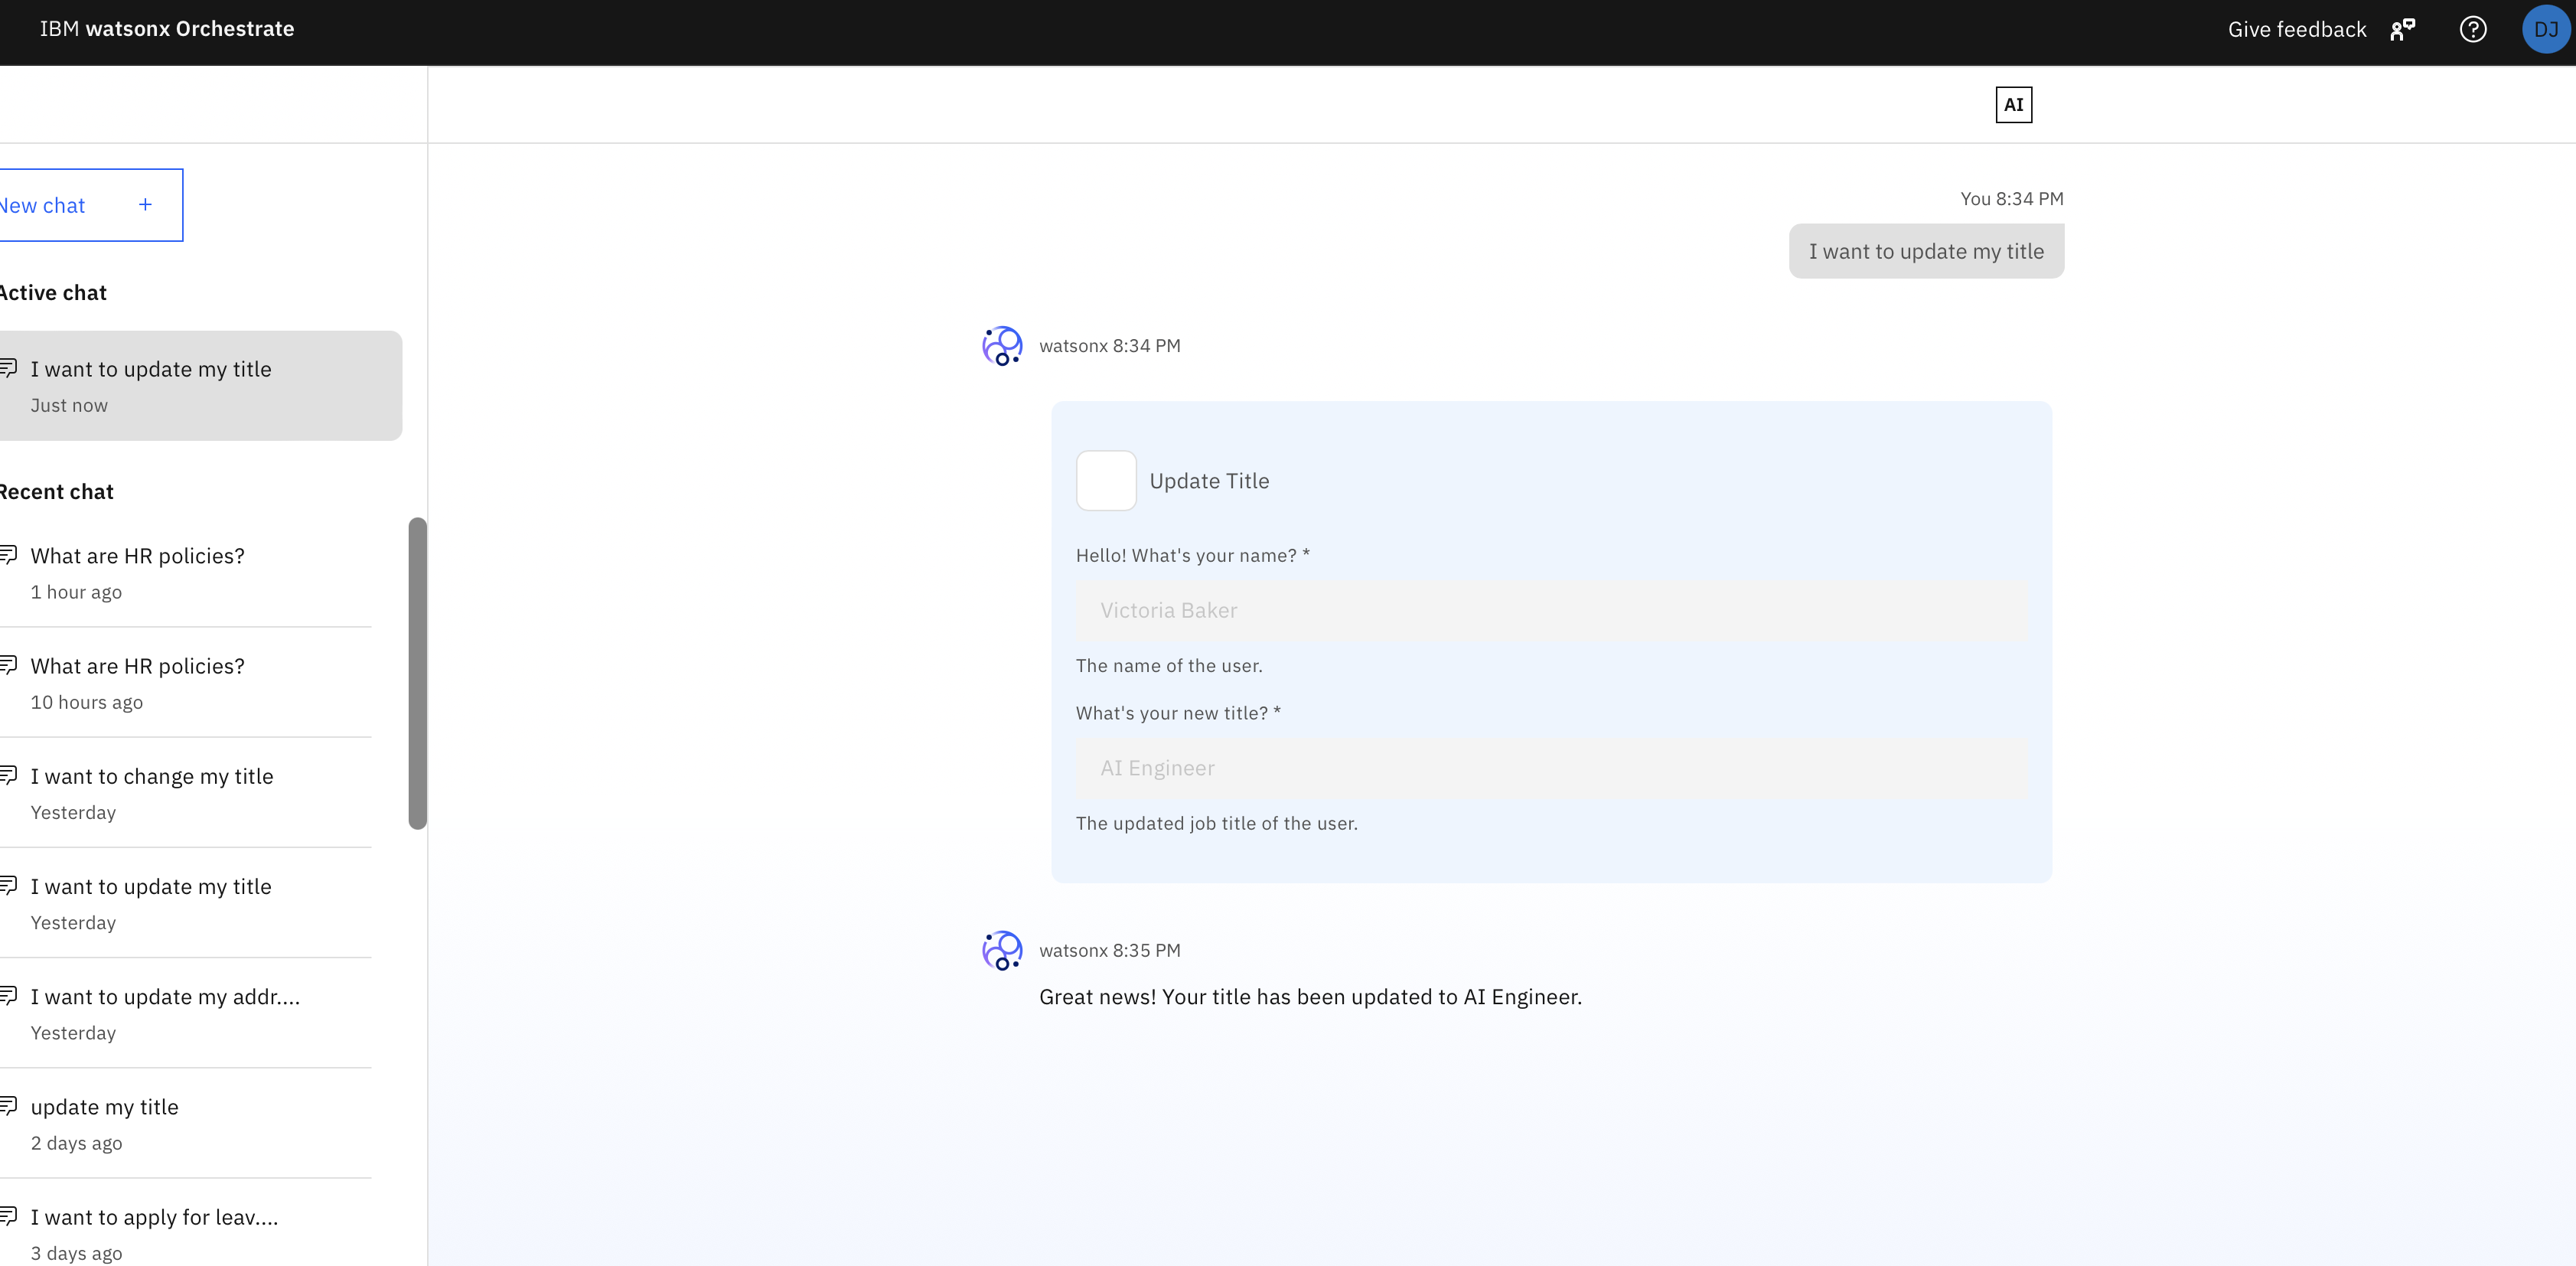 IBM watsonx Orchestrate
Give feedback
DJ
AI
New chat +
Active chat
I want to update my title
Just now
Recent chat
What are HR policies?
1 hour ago
What are HR policies?
10 hours ago
I want to change my title
Yesterday
I want to update my title
Yesterday
I want to update my addr....
Yesterday
update my title
2 days ago
I want to apply for leav....
3 days ago
You 8:34 PM
I want to update my title
watsonx 8:34 PM
Update Title
Hello! What's your name? *
Victoria Baker
The name of the user.
What's your new title? *
AI Engineer
The updated job title of the user.
watsonx 8:35 PM
Great news! Your title has been updated to AI Engineer.